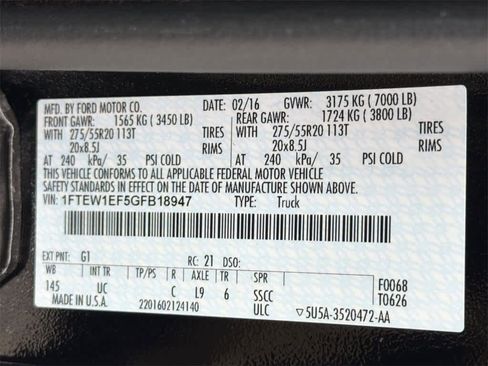 MFD. BY FORD MOTOR CO. DATE: 02/16 GVWR: 3175 KG ( 7000 LB)
FRONT GAWR: 1565 KG ( 3450 LB) REAR GAWR: 1724 KG ( 3800 LB)
WITH 275/55R20 113T TIRES WITH 275/55R20 113T TIRES
20x8.5J RIMS 20x8.5J RIMS
AT 240 kPa/ 35 PSI COLD AT 240 kPa/ 35 PSI COLD
THIS VEHICLE CONFORMS TO ALL APPLICABLE FEDERAL MOTOR VEHICLE
SAFETY STANDARD IN EFFECT ON THE DATE OF MANUFACTURE SHOWN ABOVE.
VIN: 1FTEW1EF5GFB18947 TYPE: Truck
EXT PNT: G1 RC: 21 DSO:
WB INT TR TP/PS R AXLE TR SPR F0068
145 UC C L9 6 SSCC T0626
MADE IN U.S.A. 2201602124140 ULC ▽5U5A-3520472-AA